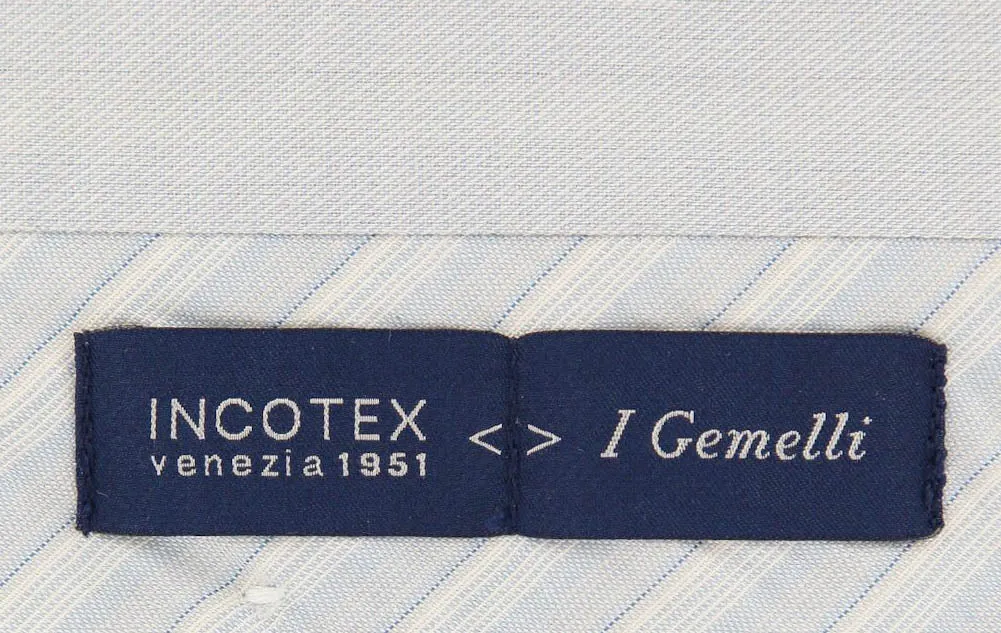 INCOTEX
venezia 1951
< > I Gemelli